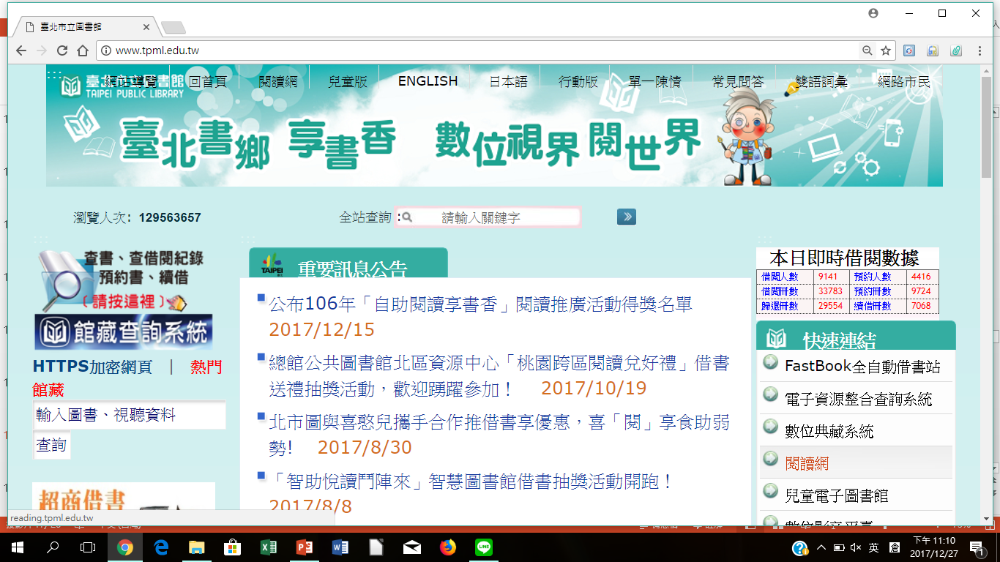 臺北市立圖書館
www.tpml.edu.tw
臺北市立圖書館
TAIPEI PUBLIC LIBRARY
網站導覽 回首頁 閱讀網 兒童版 ENGLISH 日本語 行動版 單一陳情 常見問答 雙語詞彙 網路市民
臺北書鄉 享書香 數位視界 閱世界
瀏覽人次: 129563657
全站查詢 : 請輸入關鍵字
查書、查借閱紀錄
預約書、續借
(請按這裡)
館藏查詢系統
HTTPS加密網頁 | 熱門
館藏
輸入圖書、視聽資料
查詢
超商借書
TAIPEI
重要訊息公告
公布106年「自助閱讀享書香」閱讀推廣活動得獎名單
2017/12/15
總館公共圖書館北區資源中心「桃園跨區閱讀兌好禮」借書
送禮抽獎活動，歡迎踴躍參加！ 2017/10/19
北市圖與喜憨兒攜手合作推借書享優惠，喜「閱」享食助弱
勢! 2017/8/30
「智助悅讀鬥陣來」智慧圖書館借書抽獎活動開跑！
2017/8/8
本日即時借閱數據
借閱人數 9141 預約人數 4416
借閱冊數 33783 預約冊數 9724
歸還冊數 29554 續借冊數 7068
快速連結
FastBook全自動借書站
電子資源整合查詢系統
數位典藏系統
閱讀網
兒童電子圖書館
reading.tpml.edu.tw
英
下午 11:10
2017/12/27
1